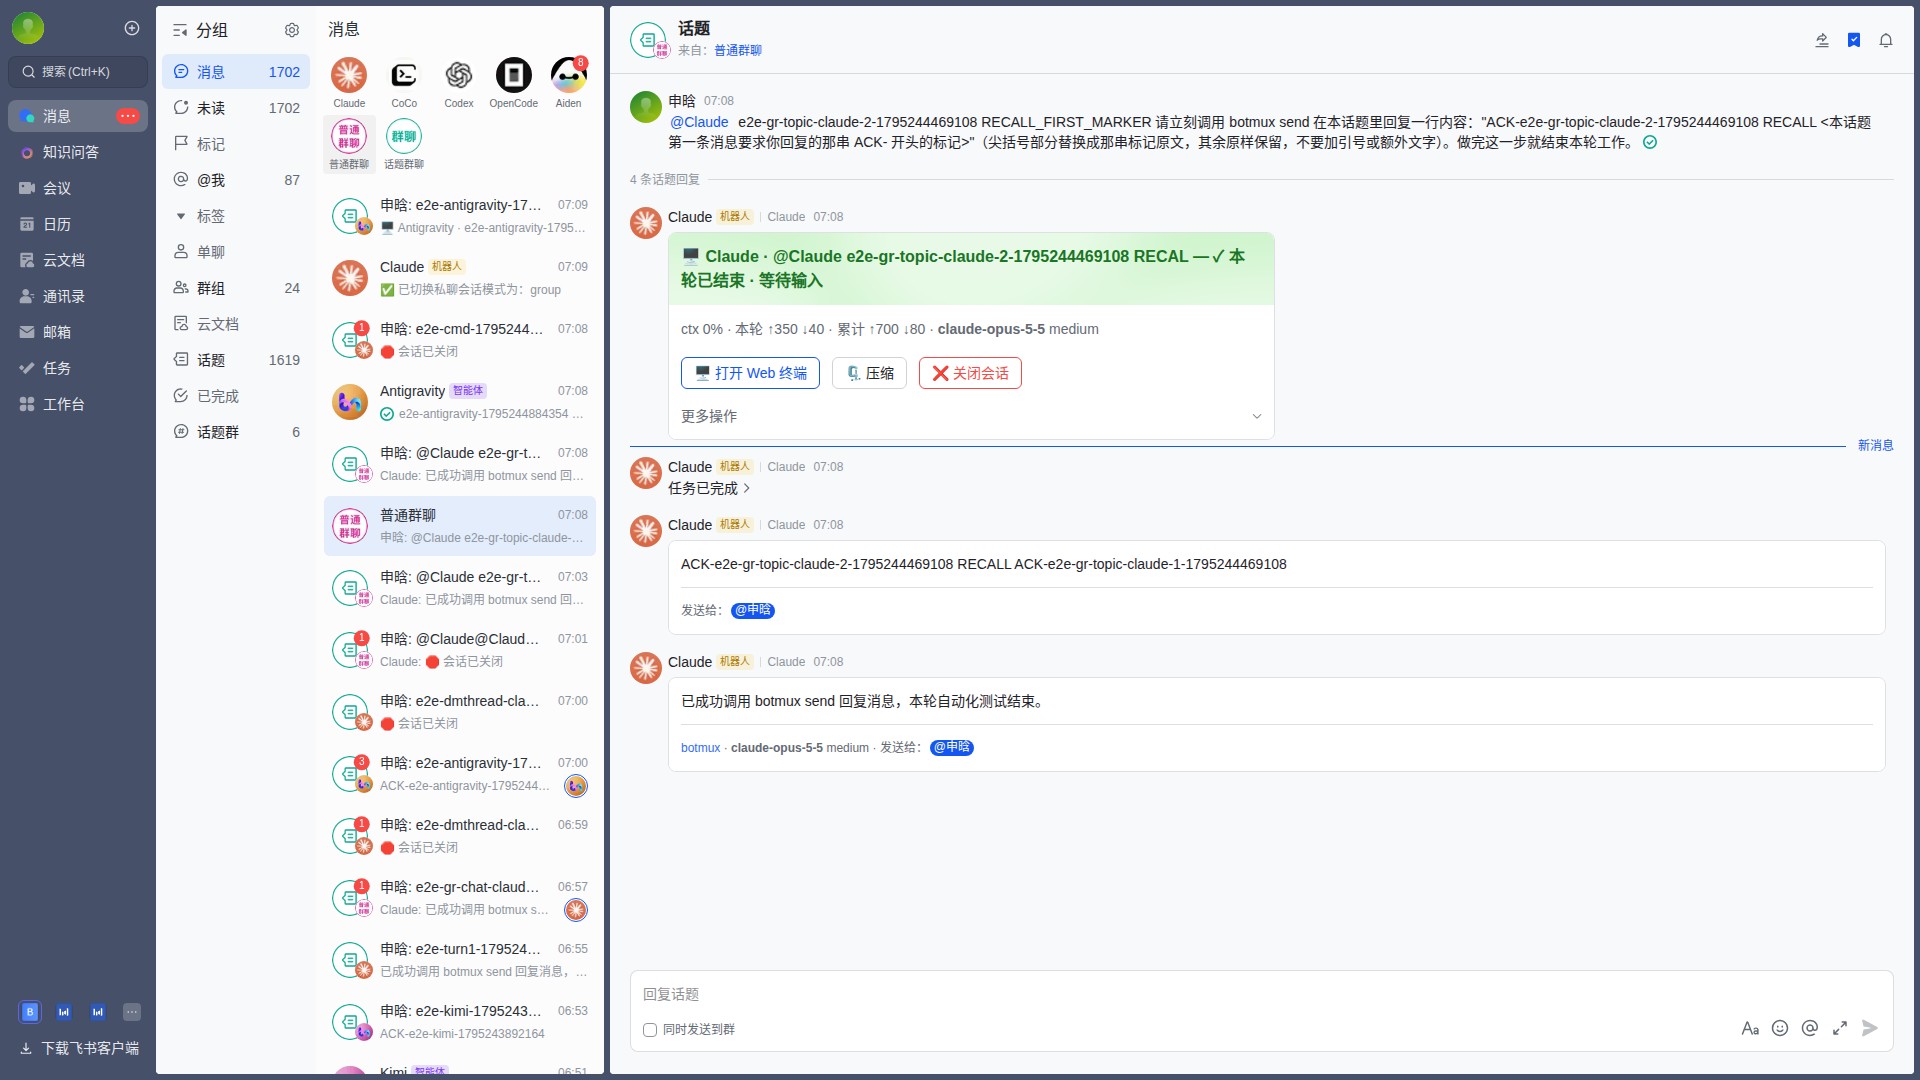 搜索 (Ctrl+K)
消息
知识问答
会议
日历
云文档
通讯录
邮箱
任务
工作台
下载飞书客户端
分组
消息 1702
未读 1702
标记
@我 87
标签
单聊
群组 24
云文档
话题 1619
已完成
话题群 6
消息
Claude
CoCo
Codex
OpenCode
8
Aiden
普通群聊
普通群聊
群聊
话题群聊
申晗: e2e-antigravity-17... 07:09
Antigravity · e2e-antigravity-1795...
Claude 机器人 07:09
已切换私聊会话模式为：group
1
申晗: e2e-cmd-1795244... 07:08
会话已关闭
Antigravity 智能体 07:08
e2e-antigravity-1795244884354 ...
申晗: @Claude e2e-gr-t... 07:08
Claude: 已成功调用 botmux send 回...
普通群聊
普通群聊 07:08
申晗: @Claude e2e-gr-topic-claude-...
申晗: @Claude e2e-gr-t... 07:03
Claude: 已成功调用 botmux send 回...
1
申晗: @Claude@Claud... 07:01
Claude: 会话已关闭
申晗: e2e-dmthread-cla... 07:00
会话已关闭
3
申晗: e2e-antigravity-17... 07:00
ACK-e2e-antigravity-1795244...
1
申晗: e2e-dmthread-cla... 06:59
会话已关闭
1
申晗: e2e-gr-chat-claud... 06:57
Claude: 已成功调用 botmux s...
申晗: e2e-turn1-179524... 06:55
已成功调用 botmux send 回复消息，...
申晗: e2e-kimi-1795243... 06:53
ACK-e2e-kimi-1795243892164
Kimi 智能体 06:51
话题
来自：普通群聊
申晗 07:08
@Claude e2e-gr-topic-claude-2-1795244469108 RECALL_FIRST_MARKER 请立刻调用 botmux send 在本话题里回复一行内容："ACK-e2e-gr-topic-claude-2-1795244469108 RECALL <本话题
第一条消息要求你回复的那串 ACK- 开头的标记>"（尖括号部分替换成那串标记原文，其余原样保留，不要加引号或额外文字）。做完这一步就结束本轮工作。
4 条话题回复
Claude 机器人 Claude 07:08
Claude · @Claude e2e-gr-topic-claude-2-1795244469108 RECAL — ✓ 本
轮已结束 · 等待输入
ctx 0% · 本轮 ↑350 ↓40 · 累计 ↑700 ↓80 · claude-opus-5-5 medium
打开 Web 终端
压缩
关闭会话
更多操作
新消息
Claude 机器人 Claude 07:08
任务已完成
Claude 机器人 Claude 07:08
ACK-e2e-gr-topic-claude-2-1795244469108 RECALL ACK-e2e-gr-topic-claude-1-1795244469108
发送给：@申晗
Claude 机器人 Claude 07:08
已成功调用 botmux send 回复消息，本轮自动化测试结束。
botmux · claude-opus-5-5 medium · 发送给：@申晗
回复话题
同时发送到群